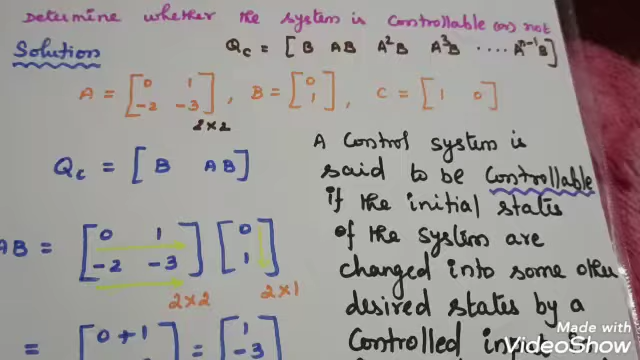 Determine whether the system is Controllable (or) not
Solution
Qc = [ B AB A²B A³B .... Aⁿ⁻¹B ]
A = [ 0 1
-2 -3 ] , B = [ 0
1 ] , C = [ 1 0 ]
2×2
Qc = [ B AB ]
AB = [ 0 1
-2 -3 ] [ 0
1 ]
2×2 2×1
= [ 0+1
] = [ 1
-3 ]
A Control system is
said to be Controllable
if the initial states
of the system are
changed into some other
desired states by a
Controlled input in
Made with
VideoShow